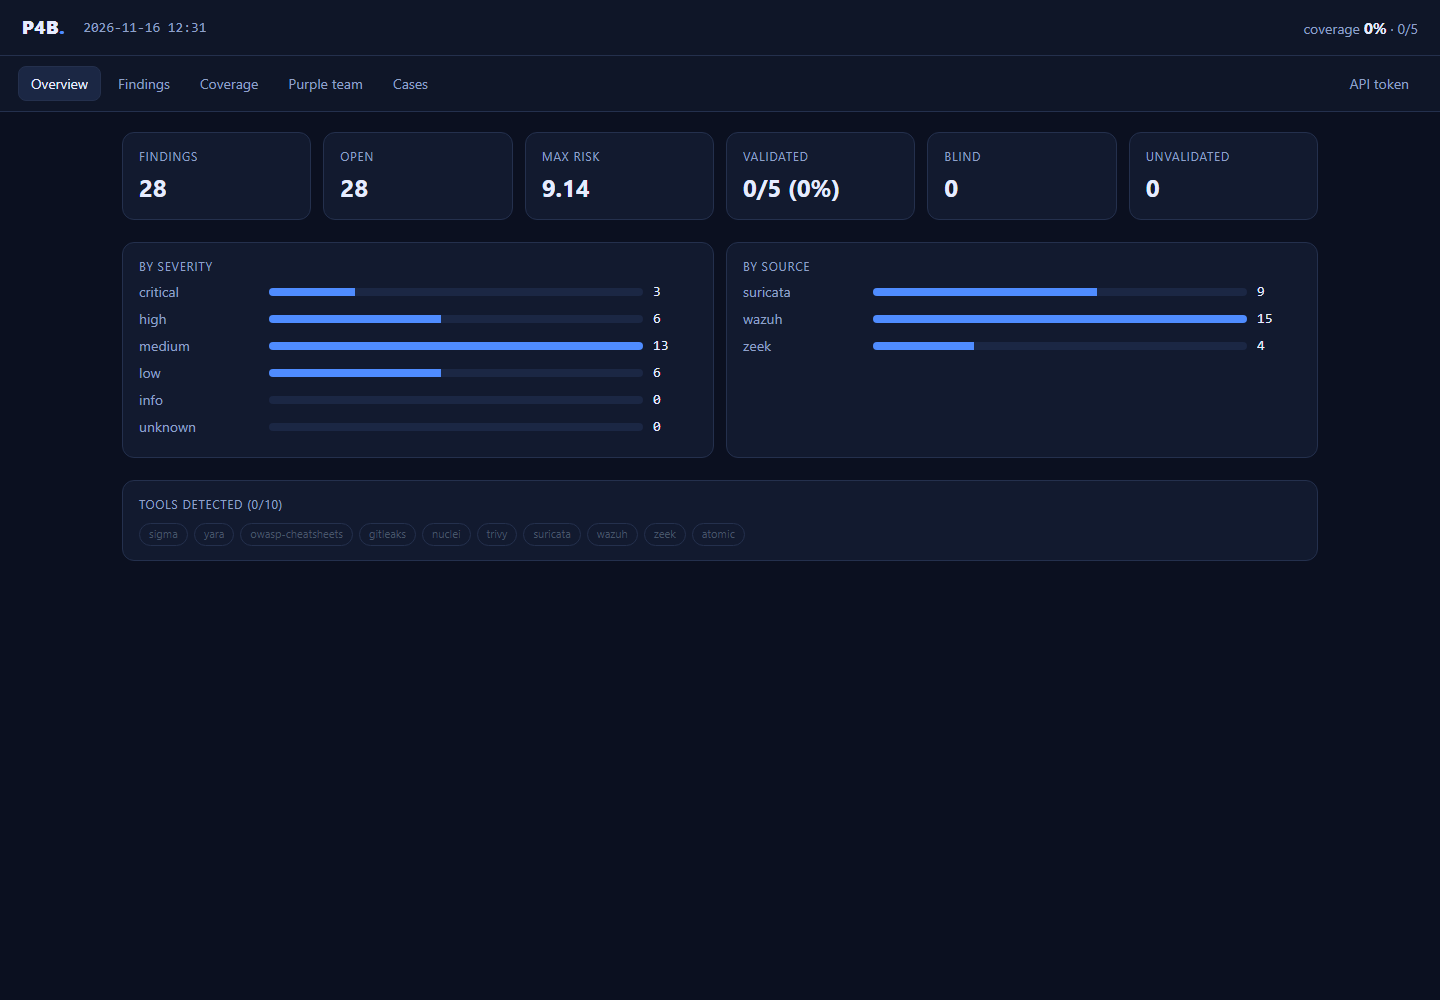 P4B. 2026-11-16 12:31 coverage 0% · 0/5
Overview Findings Coverage Purple team Cases API token
FINDINGS OPEN MAX RISK VALIDATED BLIND UNVALIDATED
28 28 9.14 0/5 (0%) 0 0
BY SEVERITY
critical 3
high 6
medium 13
low 6
info 0
unknown 0
BY SOURCE
suricata 9
wazuh 15
zeek 4
TOOLS DETECTED (0/10)
sigma yara owasp-cheatsheets gitleaks nuclei trivy suricata wazuh zeek atomic